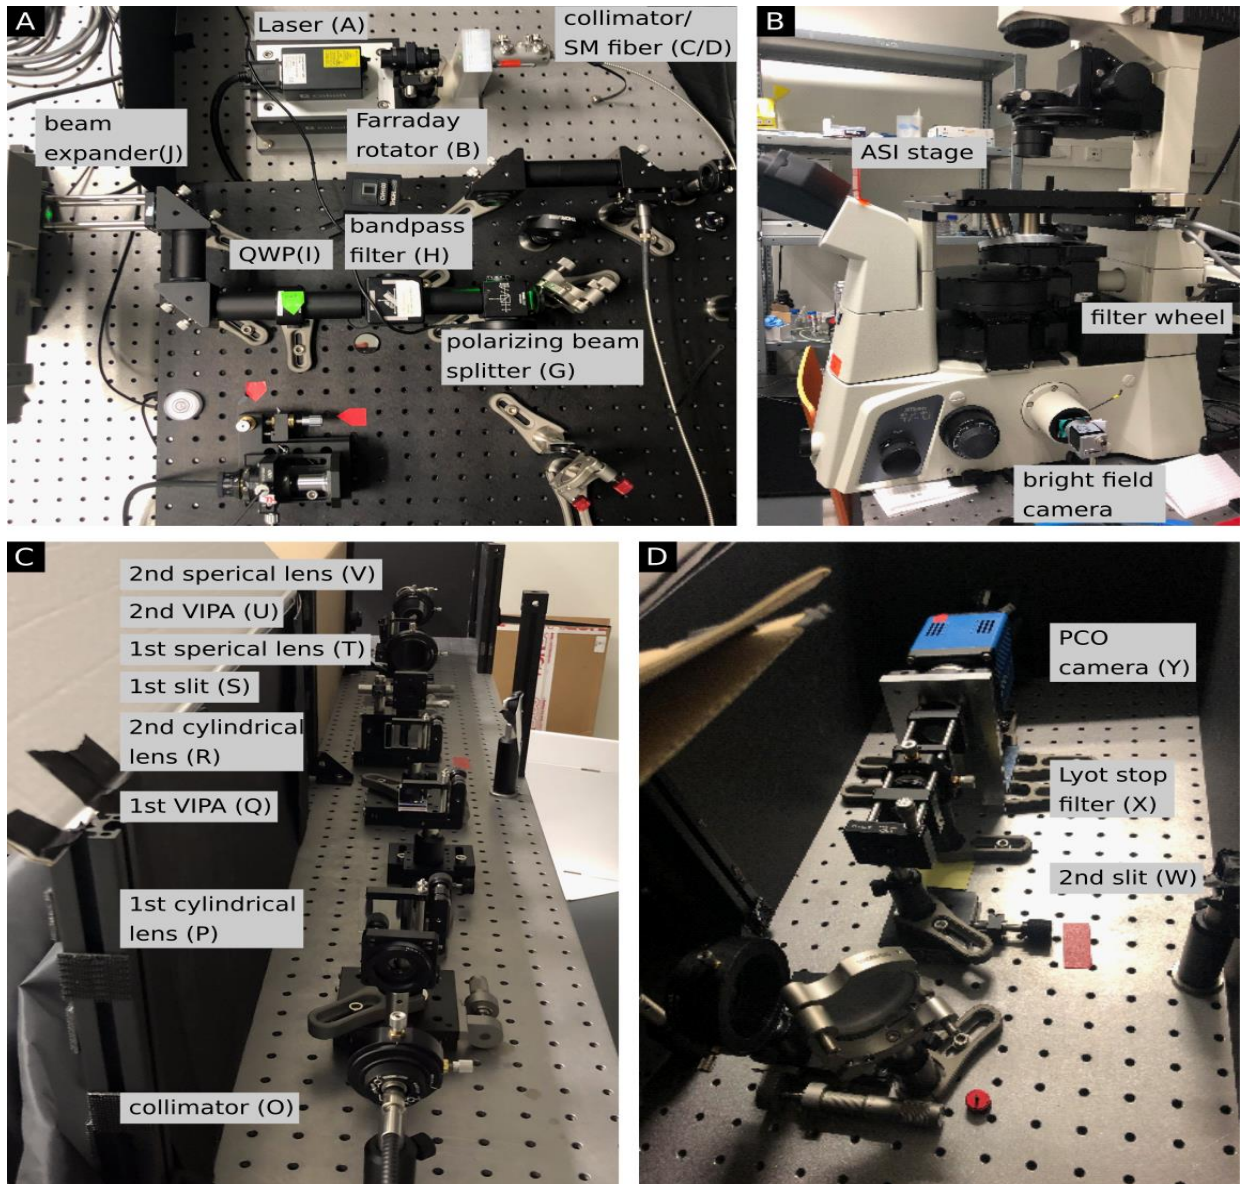 A
Laser (A)
collimator/
SM fiber (C/D)
beam
expander(J)
Farraday
rotator (B)
QWP(I)
bandpass
filter (H)
polarizing beam
splitter (G)
B
ASI stage
filter wheel
bright field
camera
C
2nd sperical lens (V)
2nd VIPA (U)
1st sperical lens (T)
1st slit (S)
2nd cylindrical
lens (R)
1st VIPA (Q)
1st cylindrical
lens (P)
collimator (O)
D
PCO
camera (Y)
Lyot stop
filter (X)
2nd slit (W)